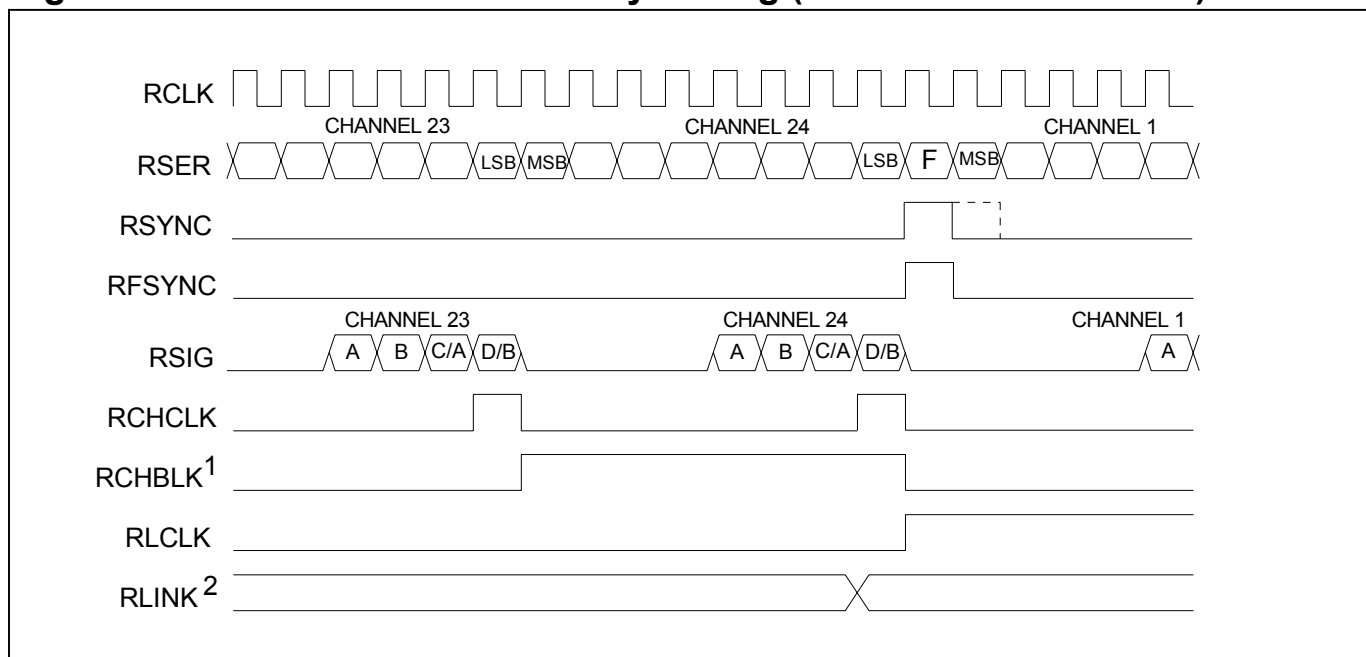 RCLK
CHANNEL 23 CHANNEL 24 CHANNEL 1
RSER LSB MSB LSB F MSB
RSYNC
RFSYNC
CHANNEL 23 CHANNEL 24 CHANNEL 1
RSIG A B C/A D/B A B C/A D/B A
RCHCLK
RCHBLK1
RLCLK
RLINK2